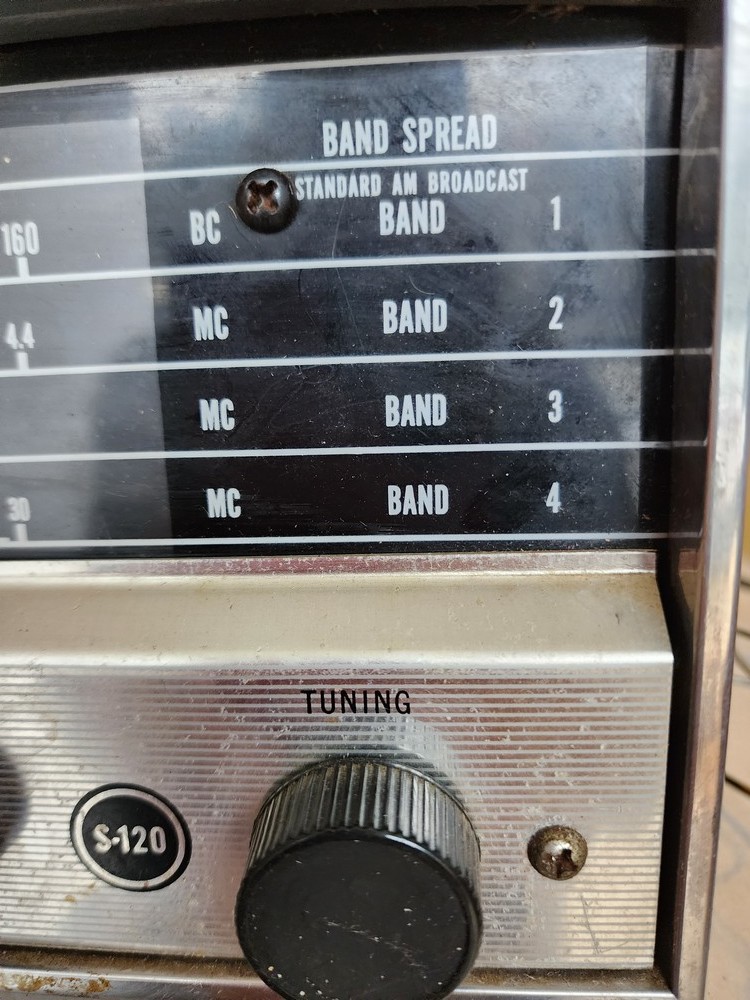 BAND SPREAD
STANDARD AM BROADCAST
160 BC BAND 1
4.4 MC BAND 2
MC BAND 3
30 MC BAND 4
TUNING
S-120